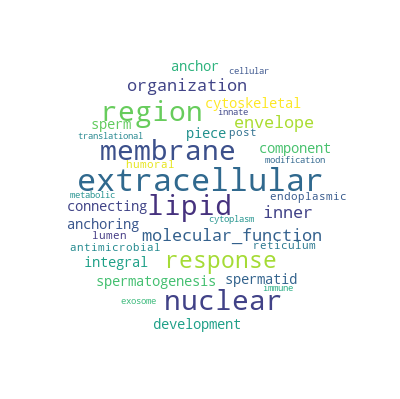 anchor cellular
organization
region cytoskeletal
innate
sperm envelope
translational piece post
membrane component
humoral modification
extracellular
metabolic endoplasmic
connecting lipid inner
cytoplasm
anchoring
lumen molecular_function
antimicrobial reticulum
integral response
spermatogenesis spermatid
immune
exosome nuclear
development